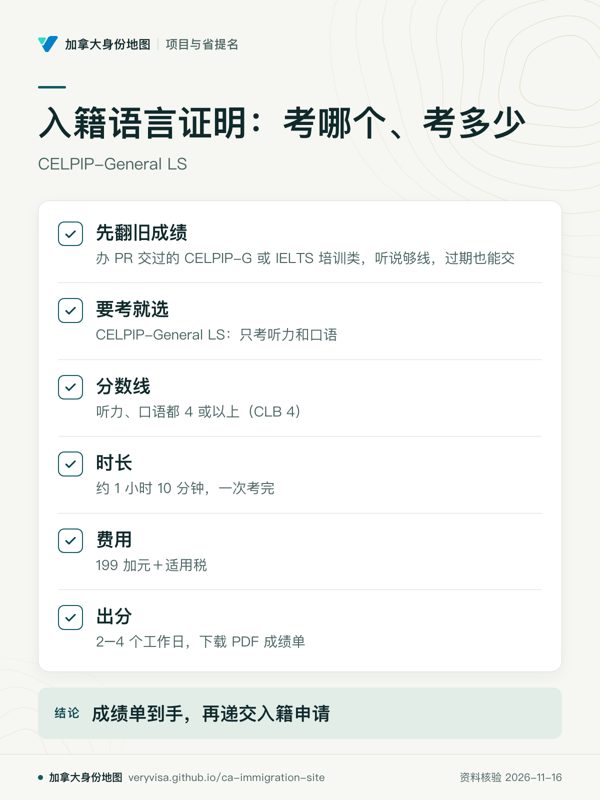 加拿大身份地图 | 项目与省提名
入籍语言证明：考哪个、考多少
CELPIP–General LS
先翻旧成绩
办 PR 交过的 CELPIP–G 或 IELTS 培训类，听说够线，过期也能交
要考就选
CELPIP–General LS：只考听力和口语
分数线
听力、口语都 4 或以上（CLB 4）
时长
约 1 小时 10 分钟，一次考完
费用
199 加元＋适用税
出分
2–4 个工作日，下载 PDF 成绩单
结论 成绩单到手，再递交入籍申请
加拿大身份地图 veryvisa.github.io/ca-immigration-site 资料核验 2026–11–16